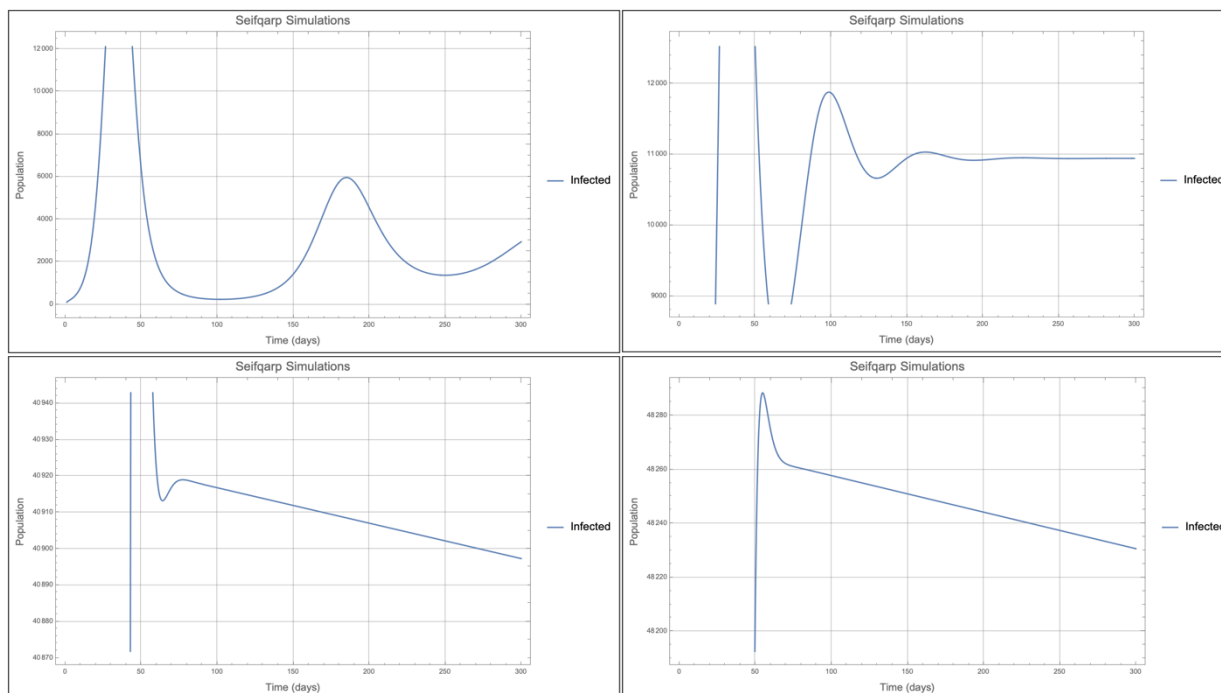 Seifqarp Simulations
12 000
10 000
8000
6000
4000
2000
0
Population
0 50 100 150 200 250 300
Time (days)
Infected
Seifqarp Simulations
12 000
11 000
10 000
9000
Population
0 50 100 150 200 250 300
Time (days)
Infected
Seifqarp Simulations
40 940
40 930
40 920
40 910
40 900
40 890
40 880
40 870
Population
0 50 100 150 200 250 300
Time (days)
Infected
Seifqarp Simulations
48 280
48 260
48 240
48 220
48 200
Population
0 50 100 150 200 250 300
Time (days)
Infected